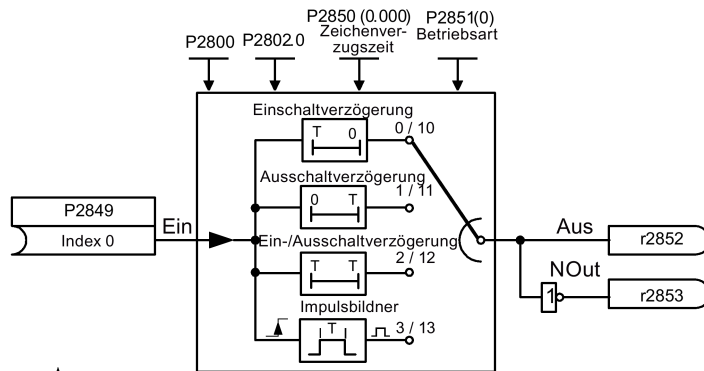 P2800
P2802.0
P2850 (0.000)
Zeichenver-
zugszeit
P2851(0)
Betriebsart
Einschaltverzögerung
T 0
0 / 10
Ausschaltverzögerung
0 T
1 / 11
P2849
Index 0
Ein
Ein-/Ausschaltverzögerung
T T
2 / 12
Impulsbildner
T
3 / 13
Aus
r2852
NOut
1
r2853